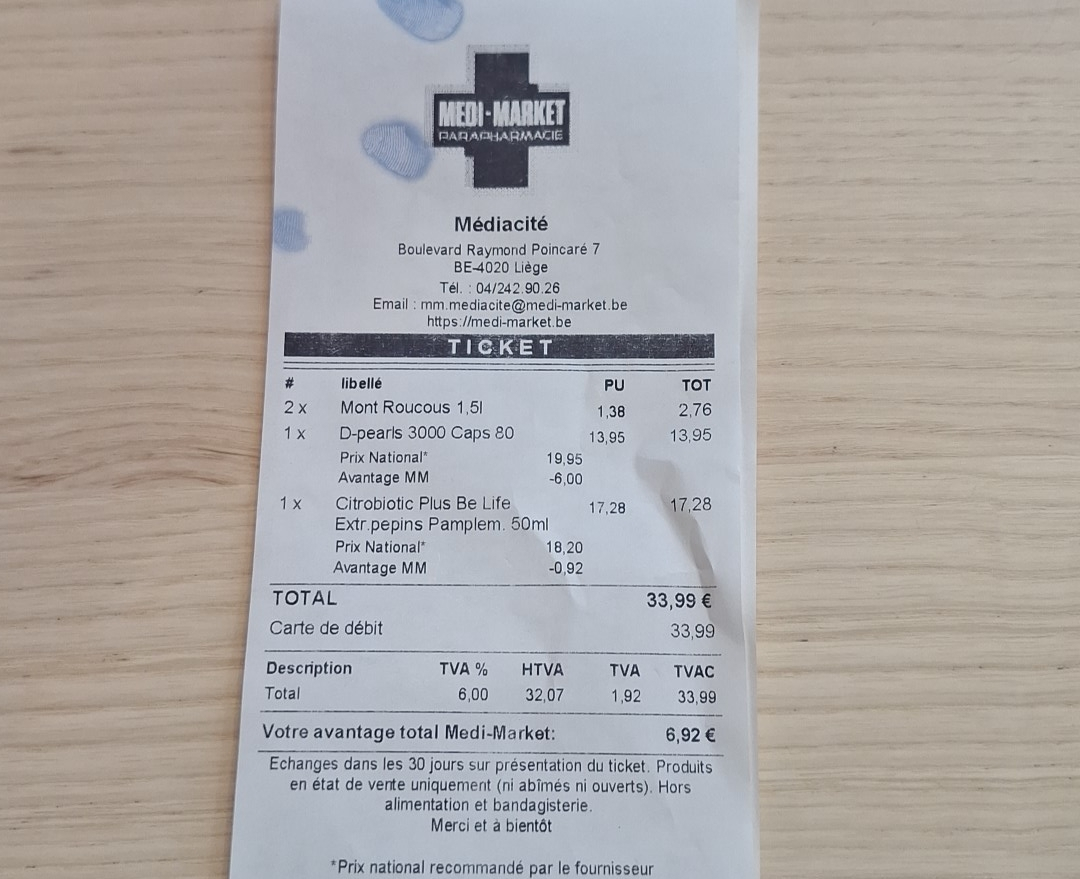 MEDI-MARKET
PARAPHARMACIE
Médiacité
Boulevard Raymond Poincaré 7
BE-4020 Liège
Tél. : 04/242.90.26
Email : mm.mediacite@medi-market.be
https://medi-market.be
TICKET
# libellé PU TOT
2 x Mont Roucous 1,5l 1,38 2,76
1 x D-pearls 3000 Caps 80 13,95 13,95
Prix National* 19,95
Avantage MM -6,00
1 x Citrobiotic Plus Be Life 17,28 17,28
Extr.pepins Pamplem. 50ml
Prix National* 18,20
Avantage MM -0,92
TOTAL 33,99 €
Carte de débit 33,99
Description TVA % HTVA TVA TVAC
Total 6,00 32,07 1,92 33,99
Votre avantage total Medi-Market: 6,92 €
Echanges dans les 30 jours sur présentation du ticket. Produits
en état de vente uniquement (ni abîmés ni ouverts). Hors
alimentation et bandagisterie.
Merci et à bientôt
*Prix national recommandé par le fournisseur